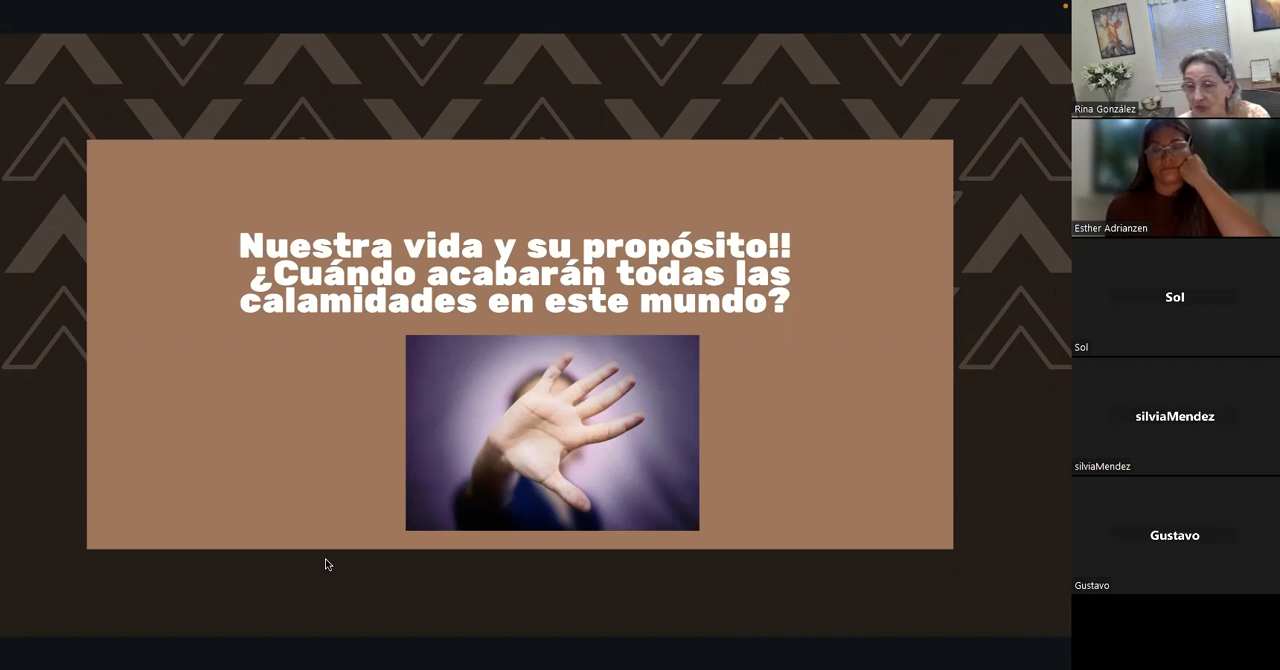 Nuestra vida y su propósito!!
¿Cuándo acabarán todas las
calamidades en este mundo?
Rina González
Esther Adrianzen
Sol
Sol
silviaMendez
silviaMendez
Gustavo
Gustavo